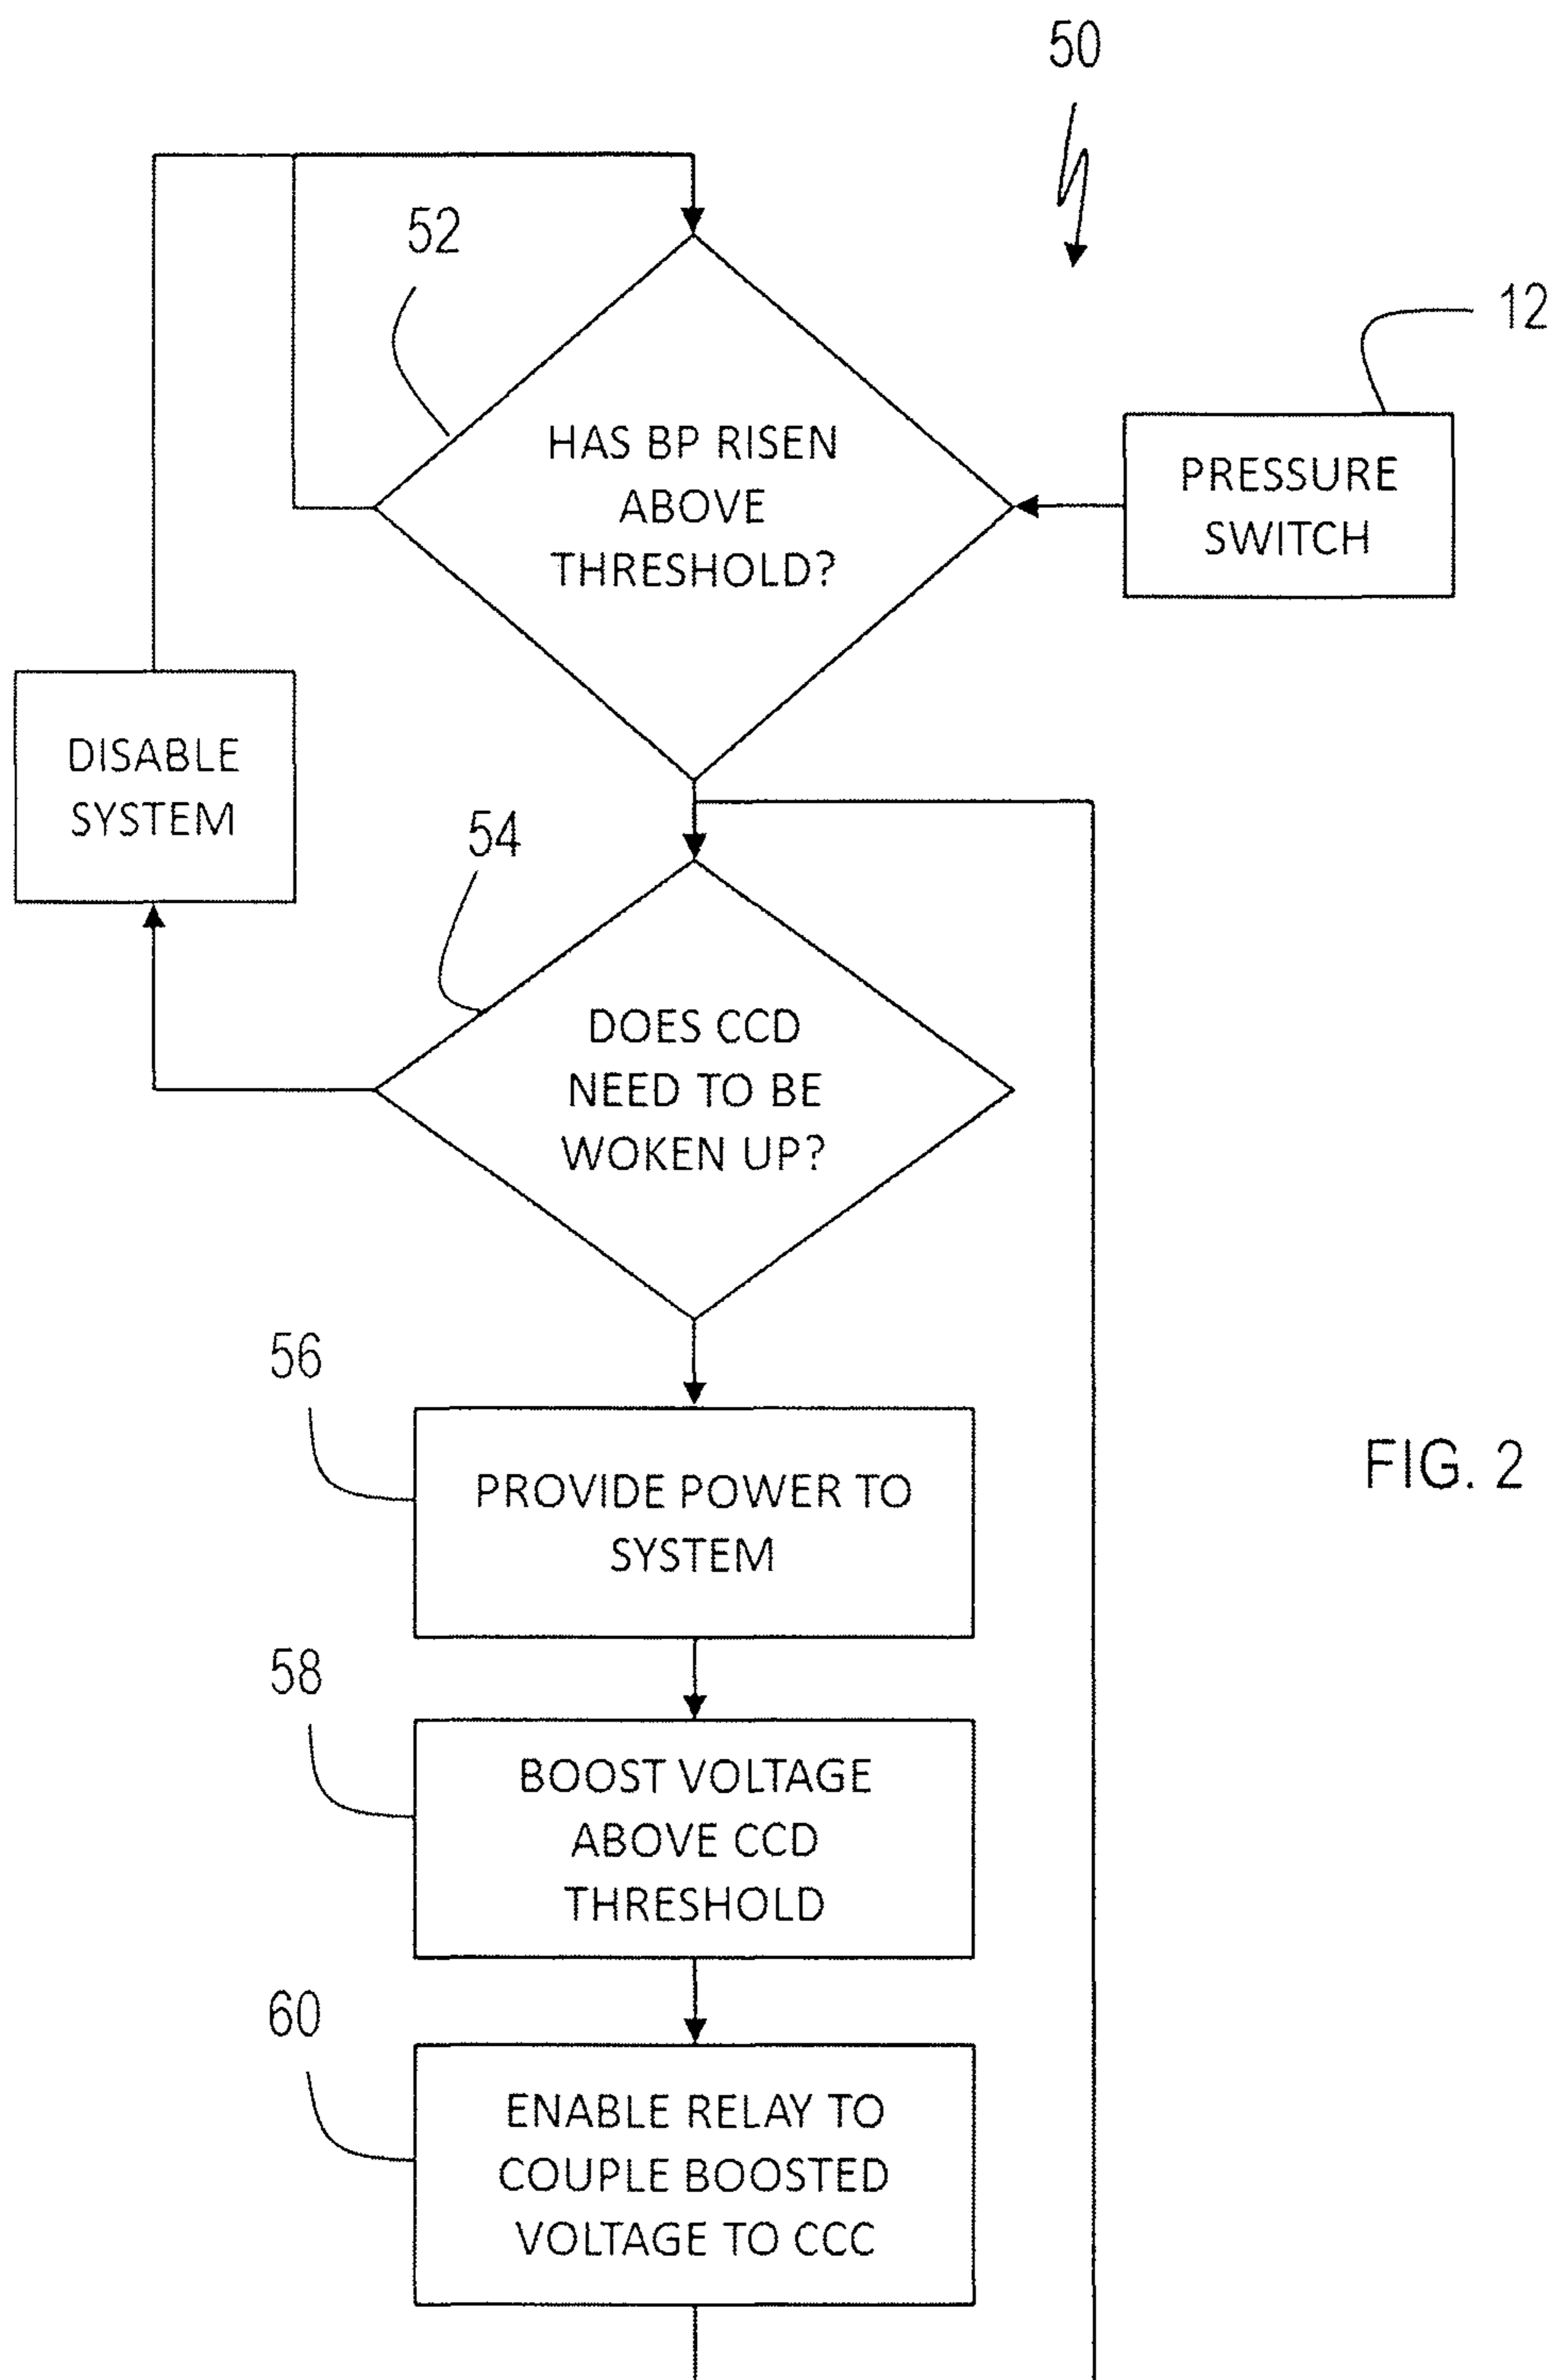 50
52
12
HAS BP RISEN
ABOVE
THRESHOLD?
PRESSURE
SWITCH
DISABLE
SYSTEM
54
DOES CCD
NEED TO BE
WOKEN UP?
56
PROVIDE POWER TO
SYSTEM
FIG. 2
58
BOOST VOLTAGE
ABOVE CCD
THRESHOLD
60
ENABLE RELAY TO
COUPLE BOOSTED
VOLTAGE TO CCC